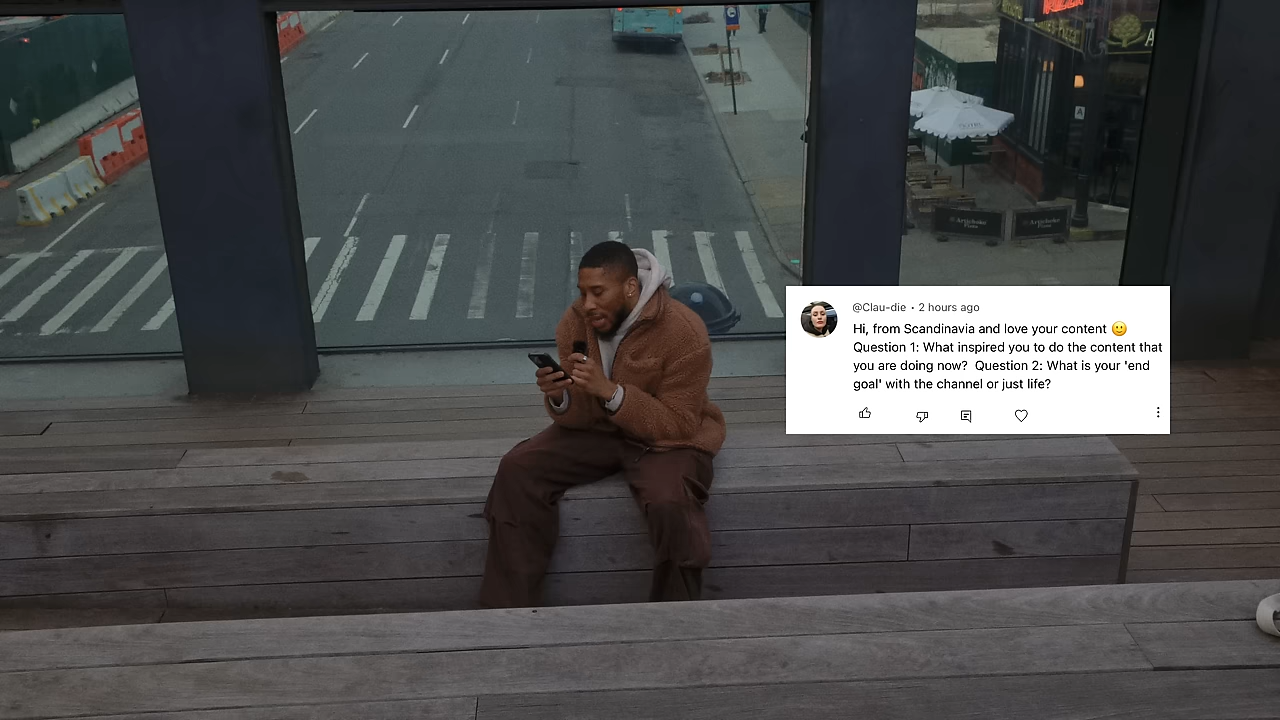 @Clau-die • 2 hours ago
Hi, from Scandinavia and love your content 🙂
Question 1: What inspired you to do the content that
you are doing now?  Question 2: What is your 'end
goal' with the channel or just life?
A
Artichoke
Pizza
Artichoke
Pizza